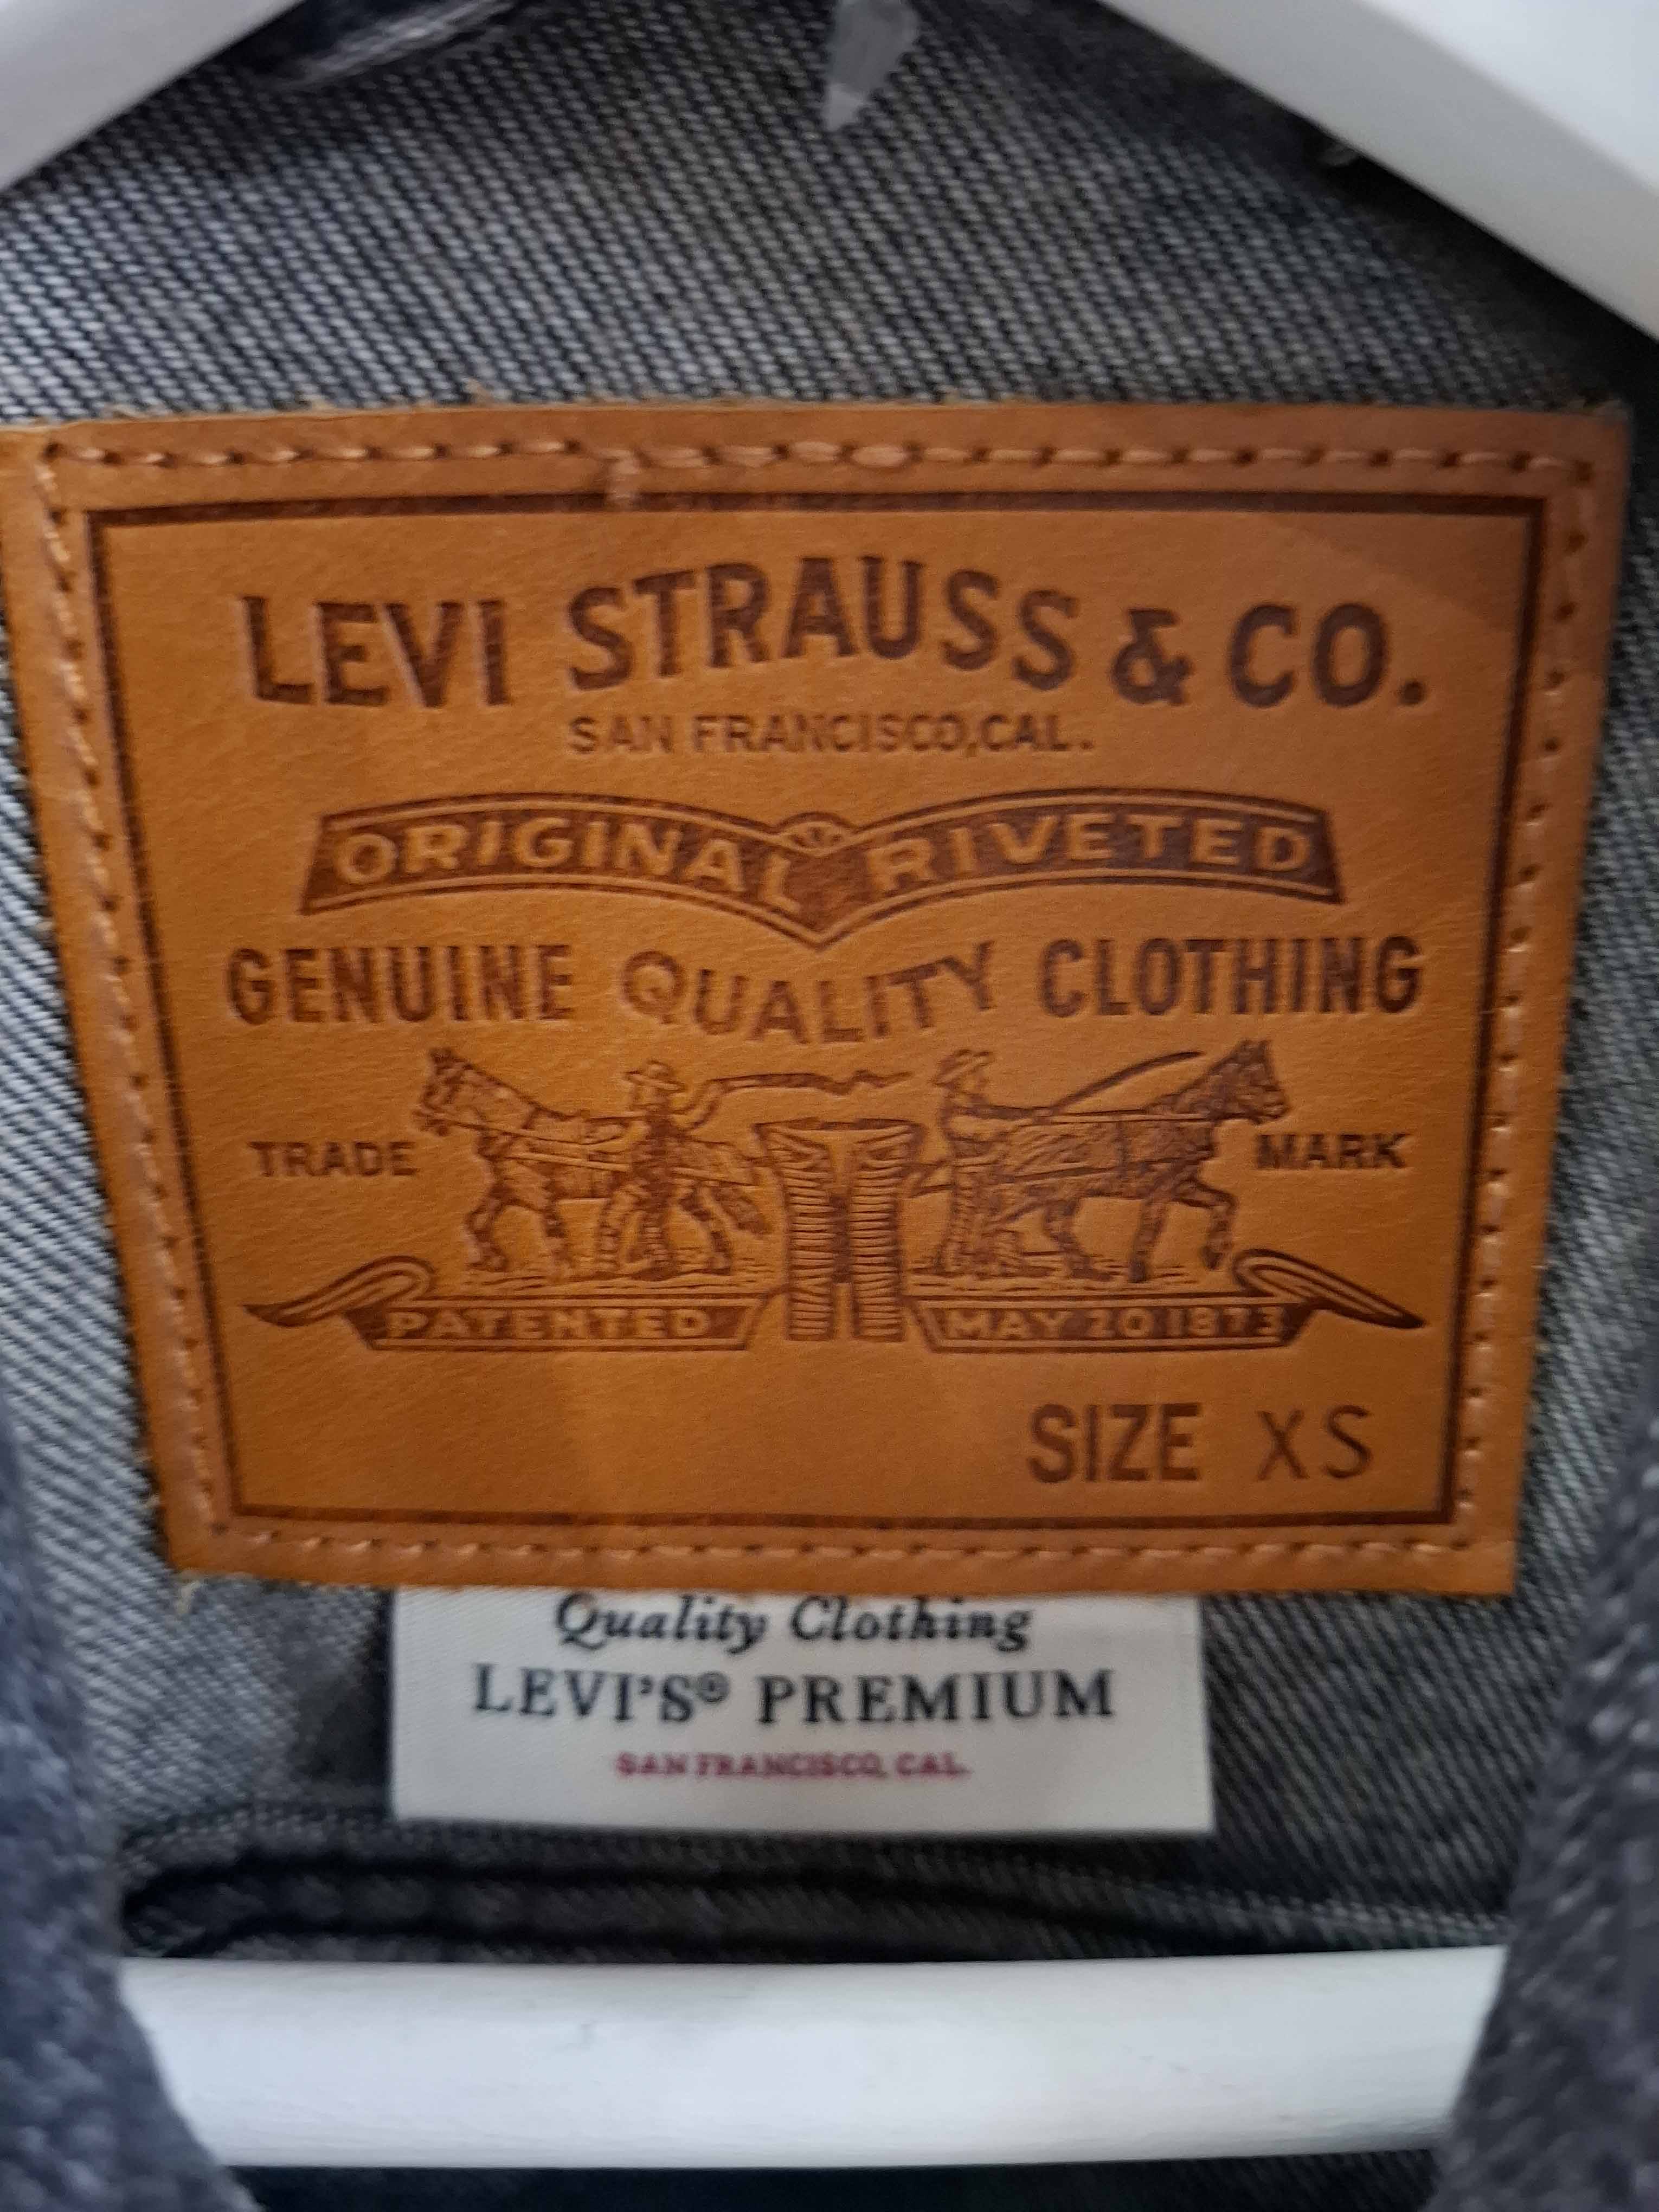 LEVI STRAUSS & CO.
SAN FRANCISCO, CAL.
ORIGINAL RIVETED
GENUINE QUALITY CLOTHING
TRADE MARK
PATENTED MAY 20 1873
SIZE XS
Quality Clothing
LEVI'S® PREMIUM
SAN FRANCISCO, CAL.